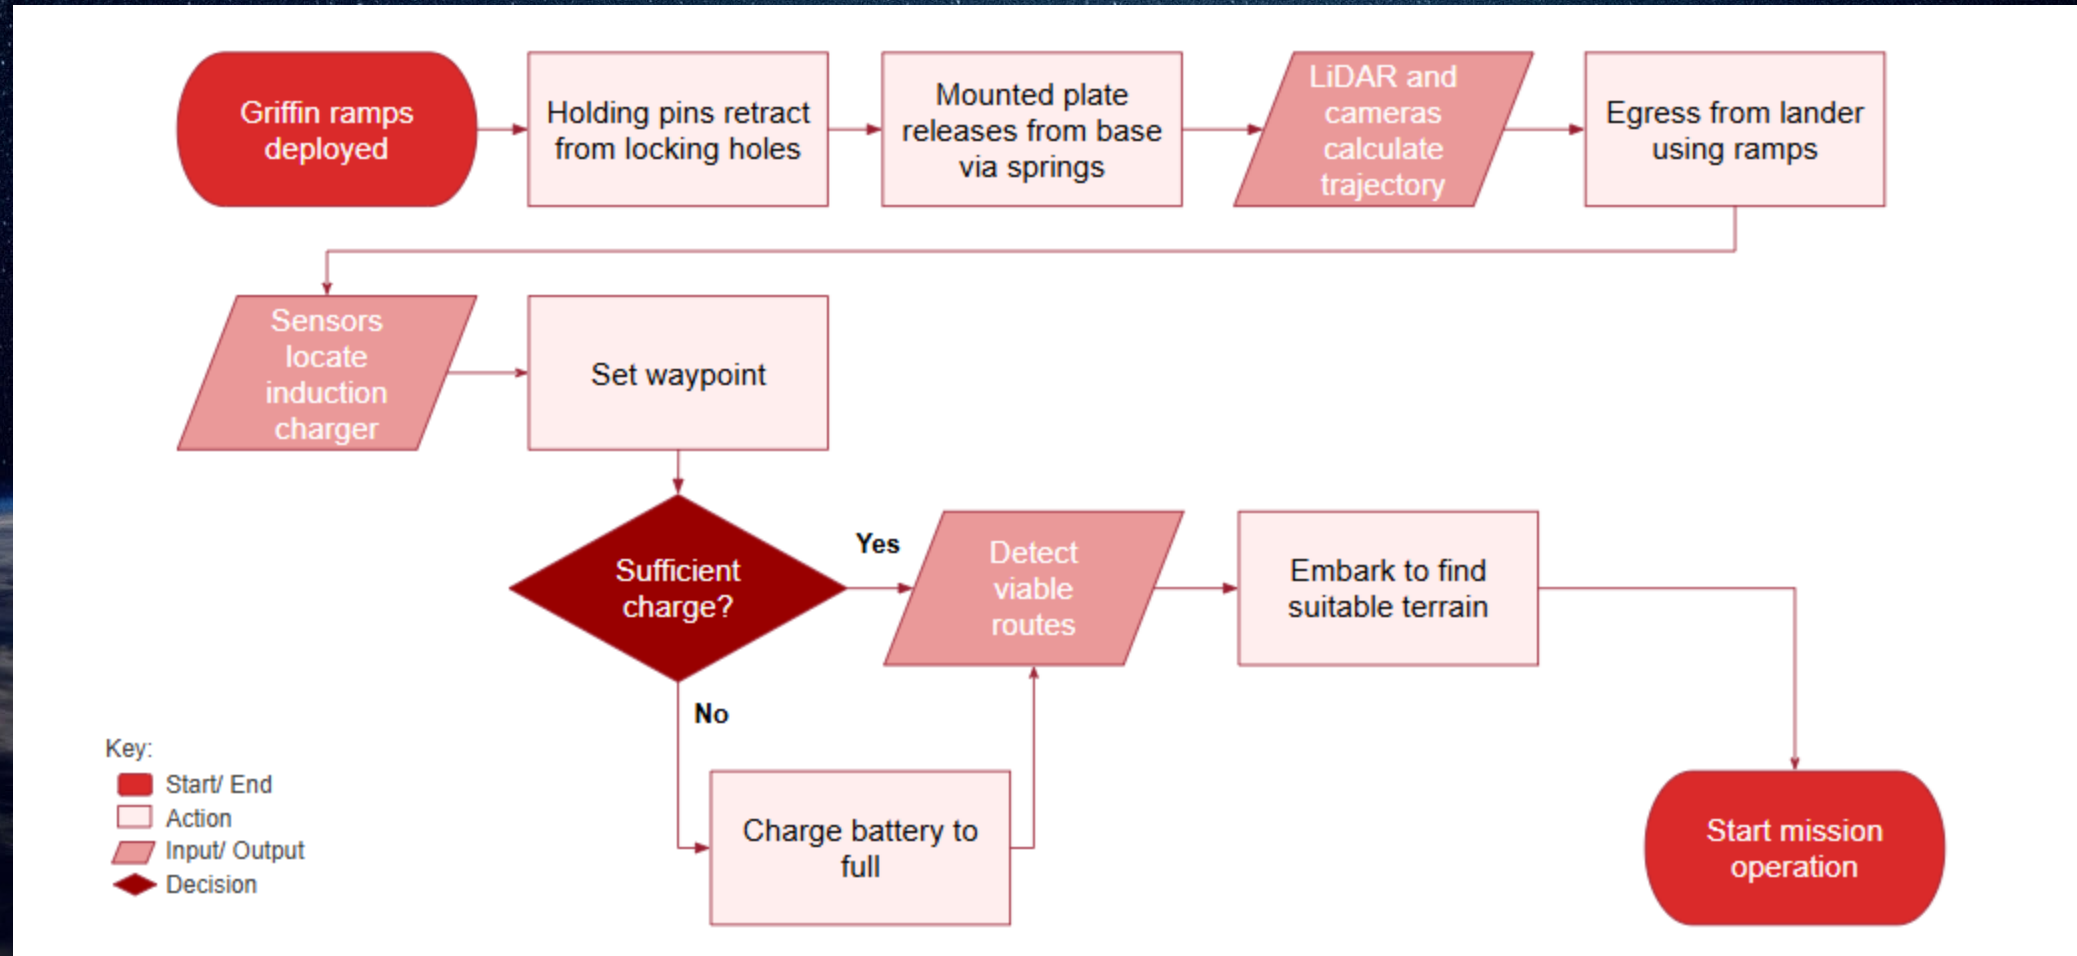 Griffin ramps
deployed
Holding pins retract
from locking holes
Mounted plate
releases from base
via springs
LiDAR and
cameras
calculate
trajectory
Egress from lander
using ramps
Sensors
locate
induction
charger
Set waypoint
Sufficient
charge?
Yes
No
Detect
viable
routes
Embark to find
suitable terrain
Charge battery to
full
Start mission
operation
Key:
Start/ End
Action
Input/ Output
Decision